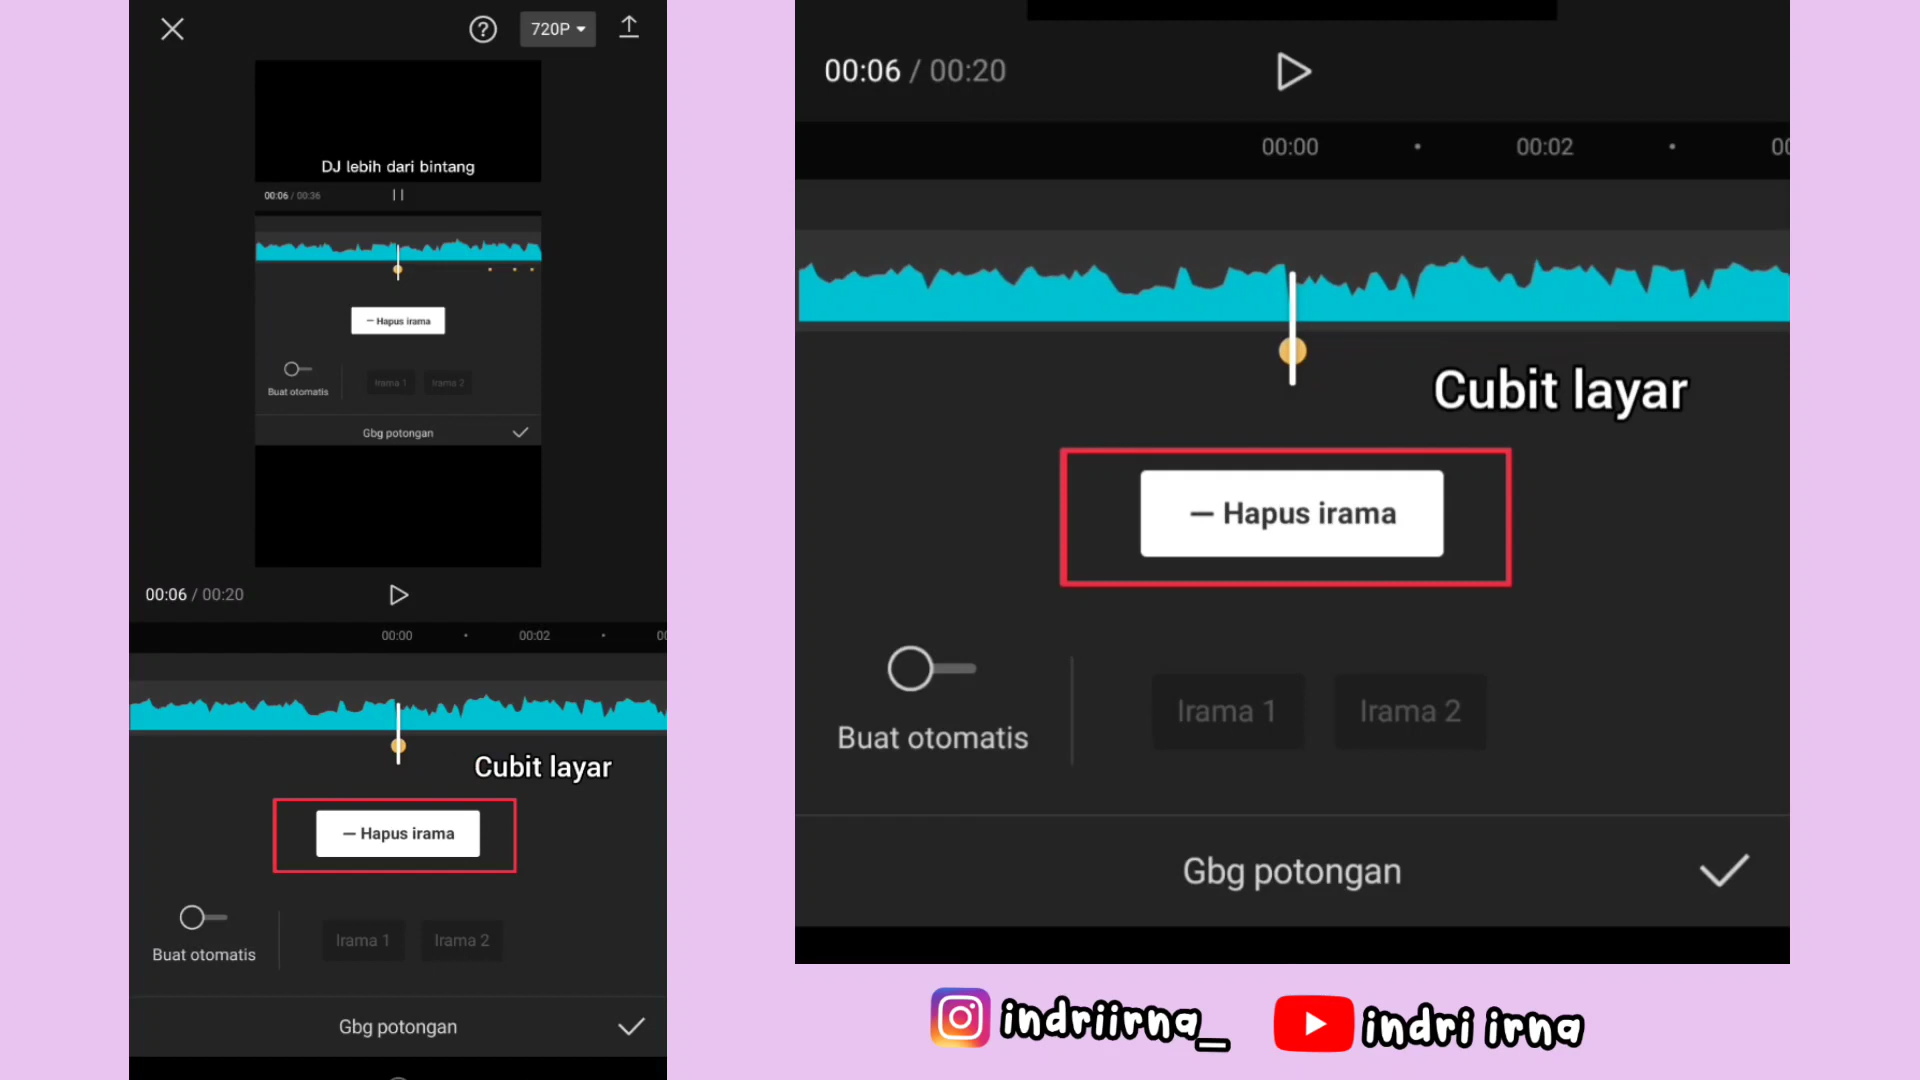 720P
DJ lebih dari bintang
00:06 / 00:36
Hapus irama
Buat otomatis
Irama 1
Irama 2
Gbg potongan
00:06 / 00:20
00:00
00:02
Cubit layar
Hapus irama
Buat otomatis
Irama 1
Irama 2
Gbg potongan
00:06 / 00:20
00:00
00:02
Cubit layar
Hapus irama
Buat otomatis
Irama 1
Irama 2
Gbg potongan
indriirna_
indri irna